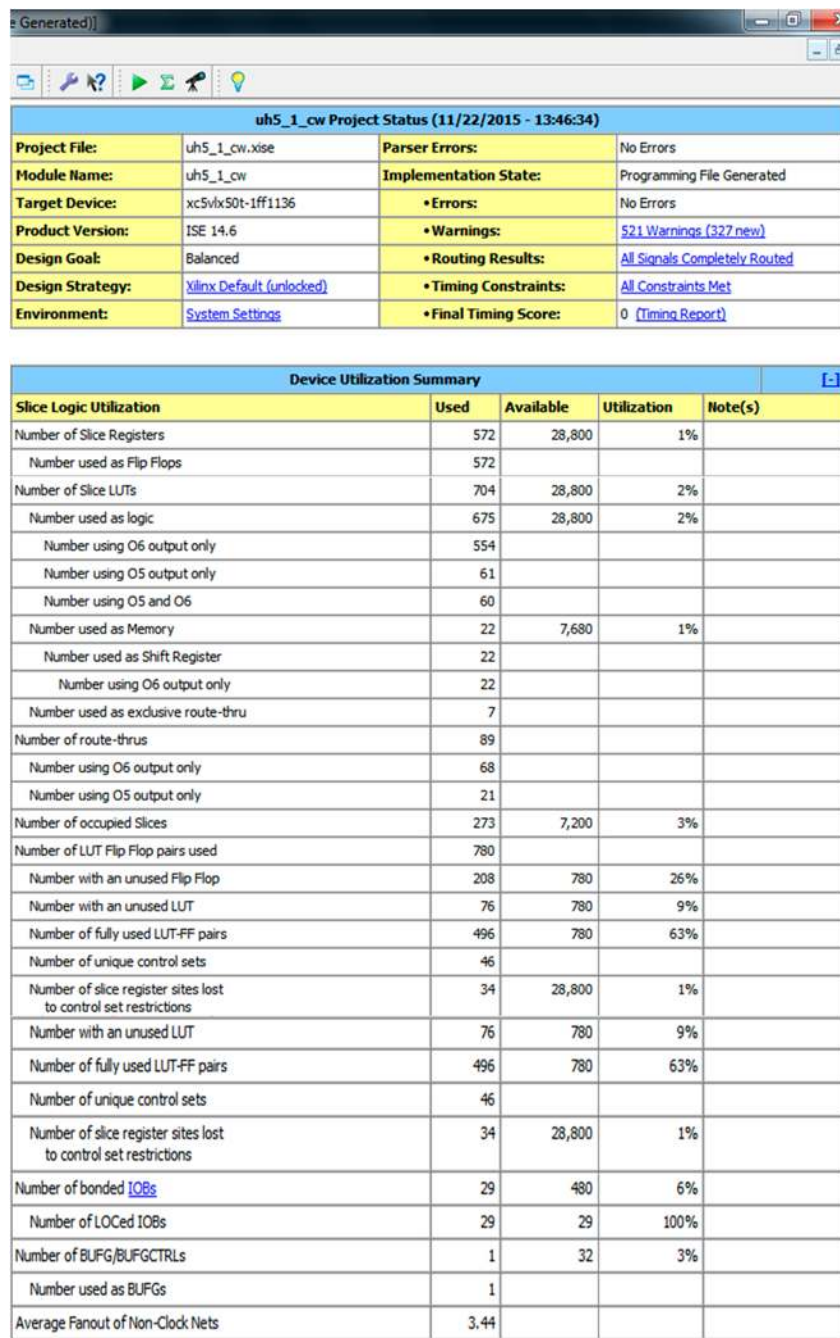 e Generated)]
uh5_1_cw Project Status (11/22/2015 - 13:46:34)
Project File: uh5_1_cw.xise Parser Errors: No Errors
Module Name: uh5_1_cw Implementation State: Programming File Generated
Target Device: xc5vlx50t-1ff1136 •Errors: No Errors
Product Version: ISE 14.6 •Warnings: 521 Warnings (327 new)
Design Goal: Balanced •Routing Results: All Signals Completely Routed
Design Strategy: Xilinx Default (unlocked) •Timing Constraints: All Constraints Met
Environment: System Settings •Final Timing Score: 0 (Timing Report)
Device Utilization Summary [-]
Slice Logic Utilization Used Available Utilization Note(s)
Number of Slice Registers 572 28,800 1%
Number used as Flip Flops 572
Number of Slice LUTs 704 28,800 2%
Number used as logic 675 28,800 2%
Number using O6 output only 554
Number using O5 output only 61
Number using O5 and O6 60
Number used as Memory 22 7,680 1%
Number used as Shift Register 22
Number using O6 output only 22
Number used as exclusive route-thru 7
Number of route-thrus 89
Number using O6 output only 68
Number using O5 output only 21
Number of occupied Slices 273 7,200 3%
Number of LUT Flip Flop pairs used 780
Number with an unused Flip Flop 208 780 26%
Number with an unused LUT 76 780 9%
Number of fully used LUT-FF pairs 496 780 63%
Number of unique control sets 46
Number of slice register sites lost 34 28,800 1%
to control set restrictions
Number with an unused LUT 76 780 9%
Number of fully used LUT-FF pairs 496 780 63%
Number of unique control sets 46
Number of slice register sites lost 34 28,800 1%
to control set restrictions
Number of bonded IOBs 29 480 6%
Number of LOCed IOBs 29 29 100%
Number of BUFG/BUFGCTRLs 1 32 3%
Number used as BUFGs 1
Average Fanout of Non-Clock Nets 3.44